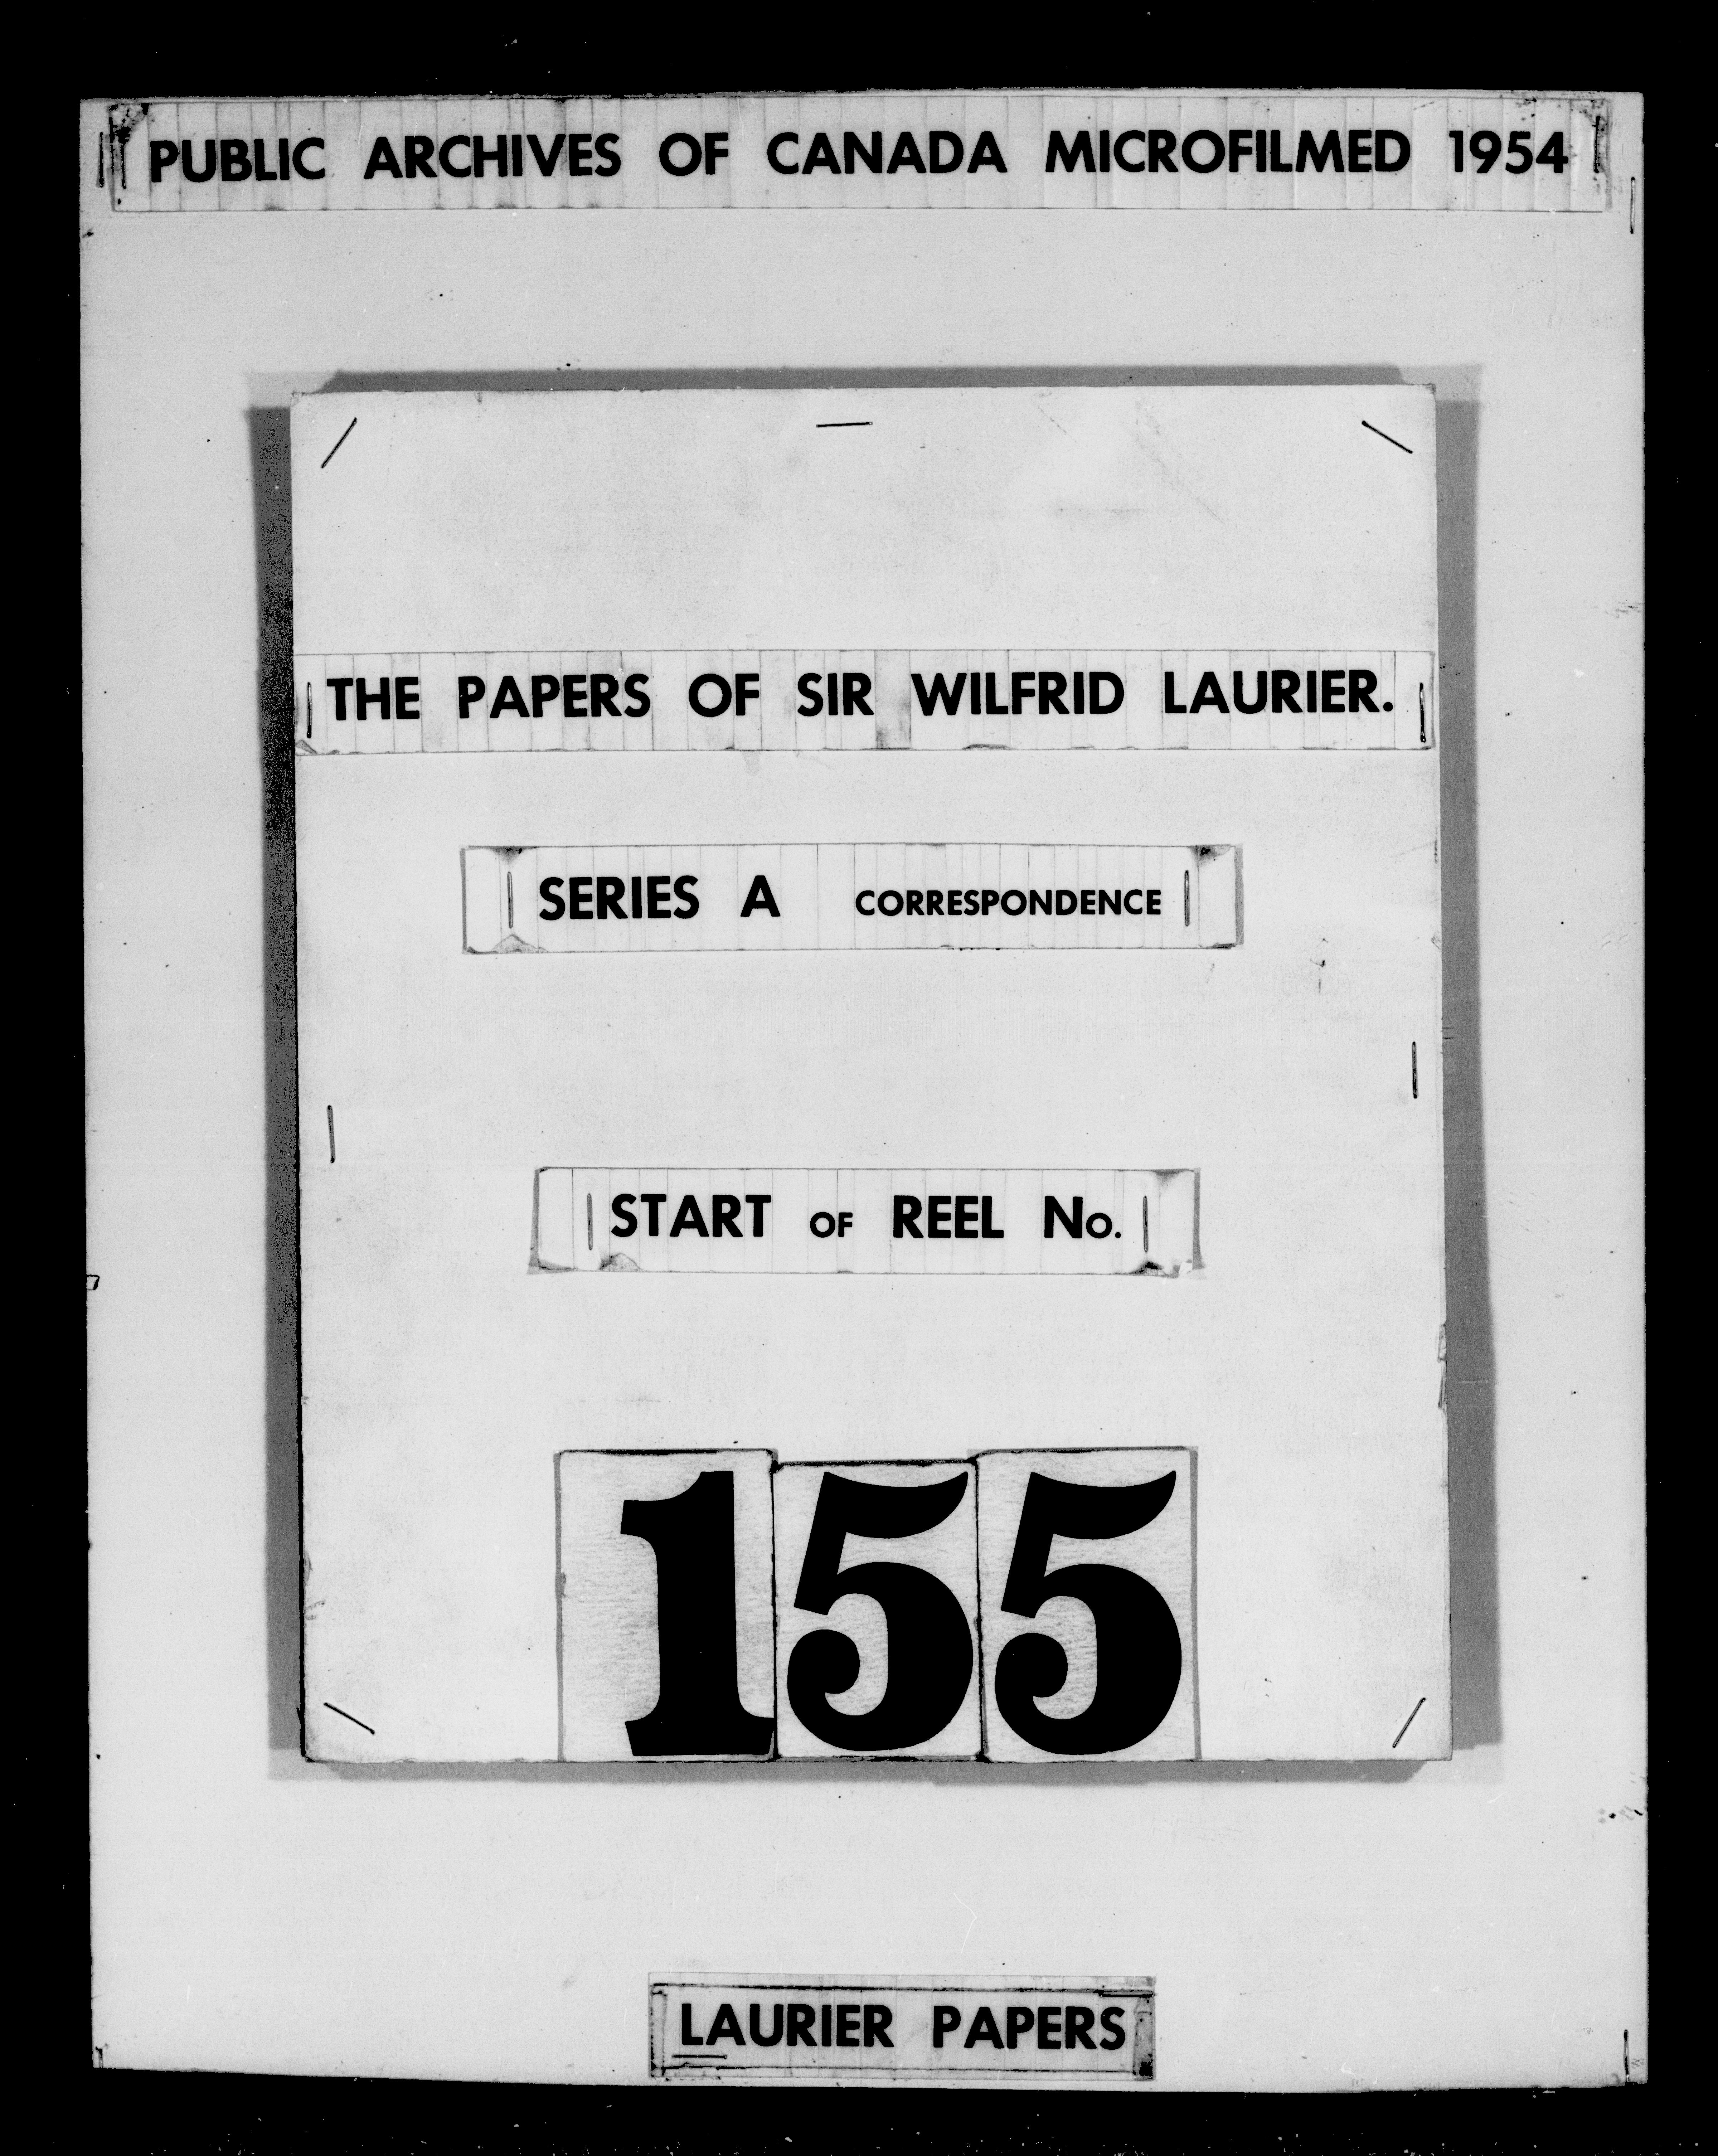 PUBLIC ARCHIVES OF CANADA MICROFILMED 1954
THE PAPERS OF SIR WILFRID LAURIER.
SERIES A CORRESPONDENCE
START OF REEL No.
155
LAURIER PAPERS